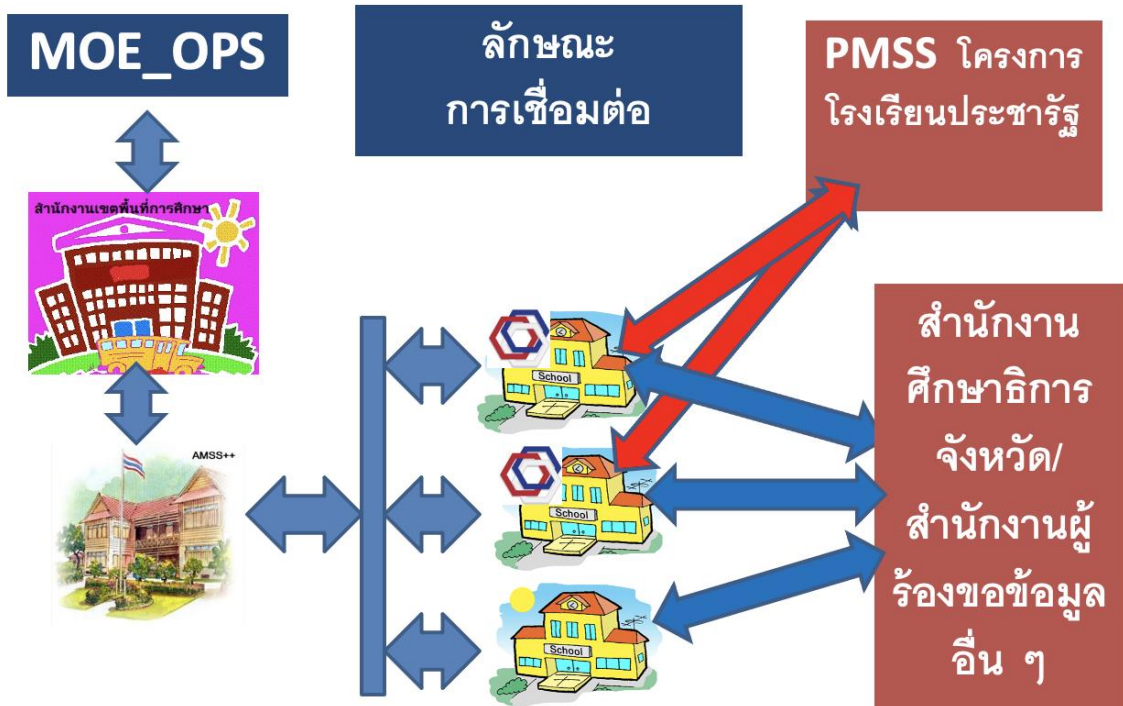 MOE_OPS
ลักษณะ
การเชื่อมต่อ
PMSS โครงการ
โรงเรียนประชารัฐ
สำนักงานเขตพื้นที่การศึกษา
AMSS++
School
School
School
สำนักงาน
ศึกษาธิการ
จังหวัด/
สำนักงานผู้
ร้องขอข้อมูล
อื่น ๆ